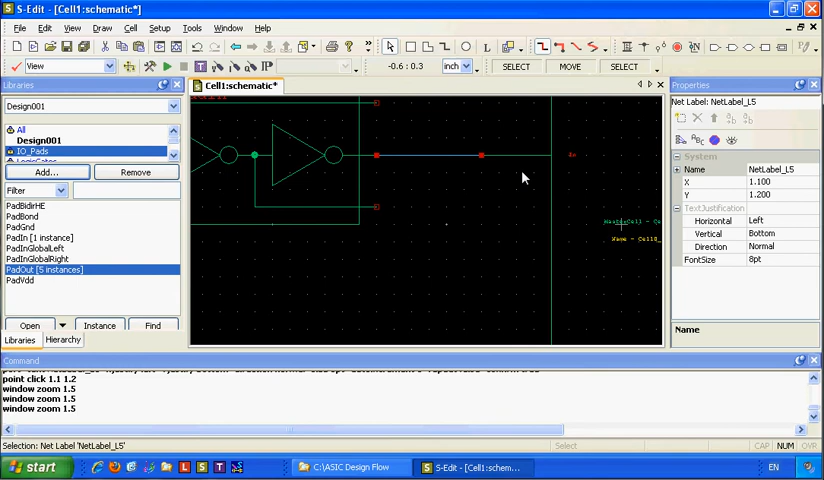 S-Edit - [Cell1:schematic*]
File Edit View Draw Cell Setup Tools Window Help
View
-0.6 : 0.3
inch
SELECT
MOVE
SELECT
Libraries
Design001
All
Design001
IO_Pads
Add...
Remove
Filter
PadBidirHE
PadBond
PadGnd
PadIn [1 instance]
PadInGlobalLeft
PadInGlobalRight
PadOut [5 instances]
PadVdd
Open
Instance
Find
Libraries
Hierarchy
Cell1:schematic*
Properties
Net Label: NetLabel_L5
System
Name NetLabel_L5
X 1.100
Y 1.200
TextJustification
Horizontal Left
Vertical Bottom
Direction Normal
FontSize 8pt
Name
Command
point click 1.1 1.2
window zoom 1.5
window zoom 1.5
window zoom 1.5
Selection: Net Label 'NetLabel_L5'
Select
CAP NUM OVR
start
C:\ASIC Design Flow
S-Edit - [Cell1:schem...
EN